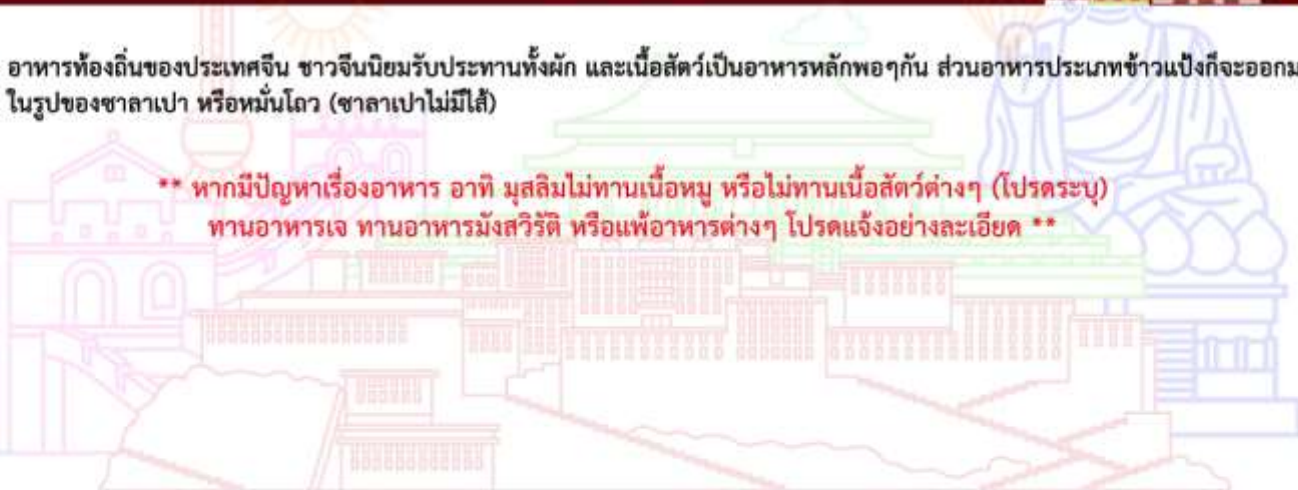 อาหารท้องถิ่นของประเทศจีน ชาวจีนนิยมรับประทานทั้งผัก และเนื้อสัตว์เป็นอาหารหลักพอๆกัน ส่วนอาหารประเภทข้าวแป้งก็จะออกม
ในรูปของซาลาเปา หรือหมั่นโถว (ซาลาเปาไม่มีไส้)
** หากมีปัญหาเรื่องอาหาร อาทิ มุสลิมไม่ทานเนื้อหมู หรือไม่ทานเนื้อสัตว์ต่างๆ (โปรดระบุ)
ทานอาหารเจ ทานอาหารมังสวิรัติ หรือแพ้อาหารต่างๆ โปรดแจ้งอย่างละเอียด **